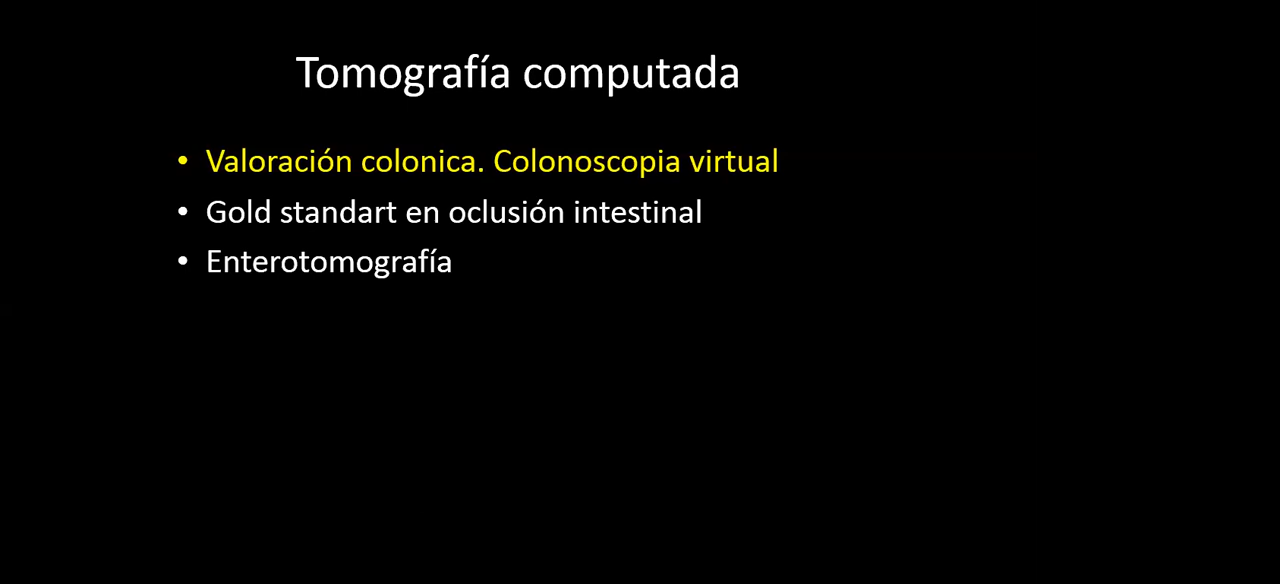 Tomografía computada
• Valoración colonica. Colonoscopia virtual
• Gold standart en oclusión intestinal
• Enterotomografía